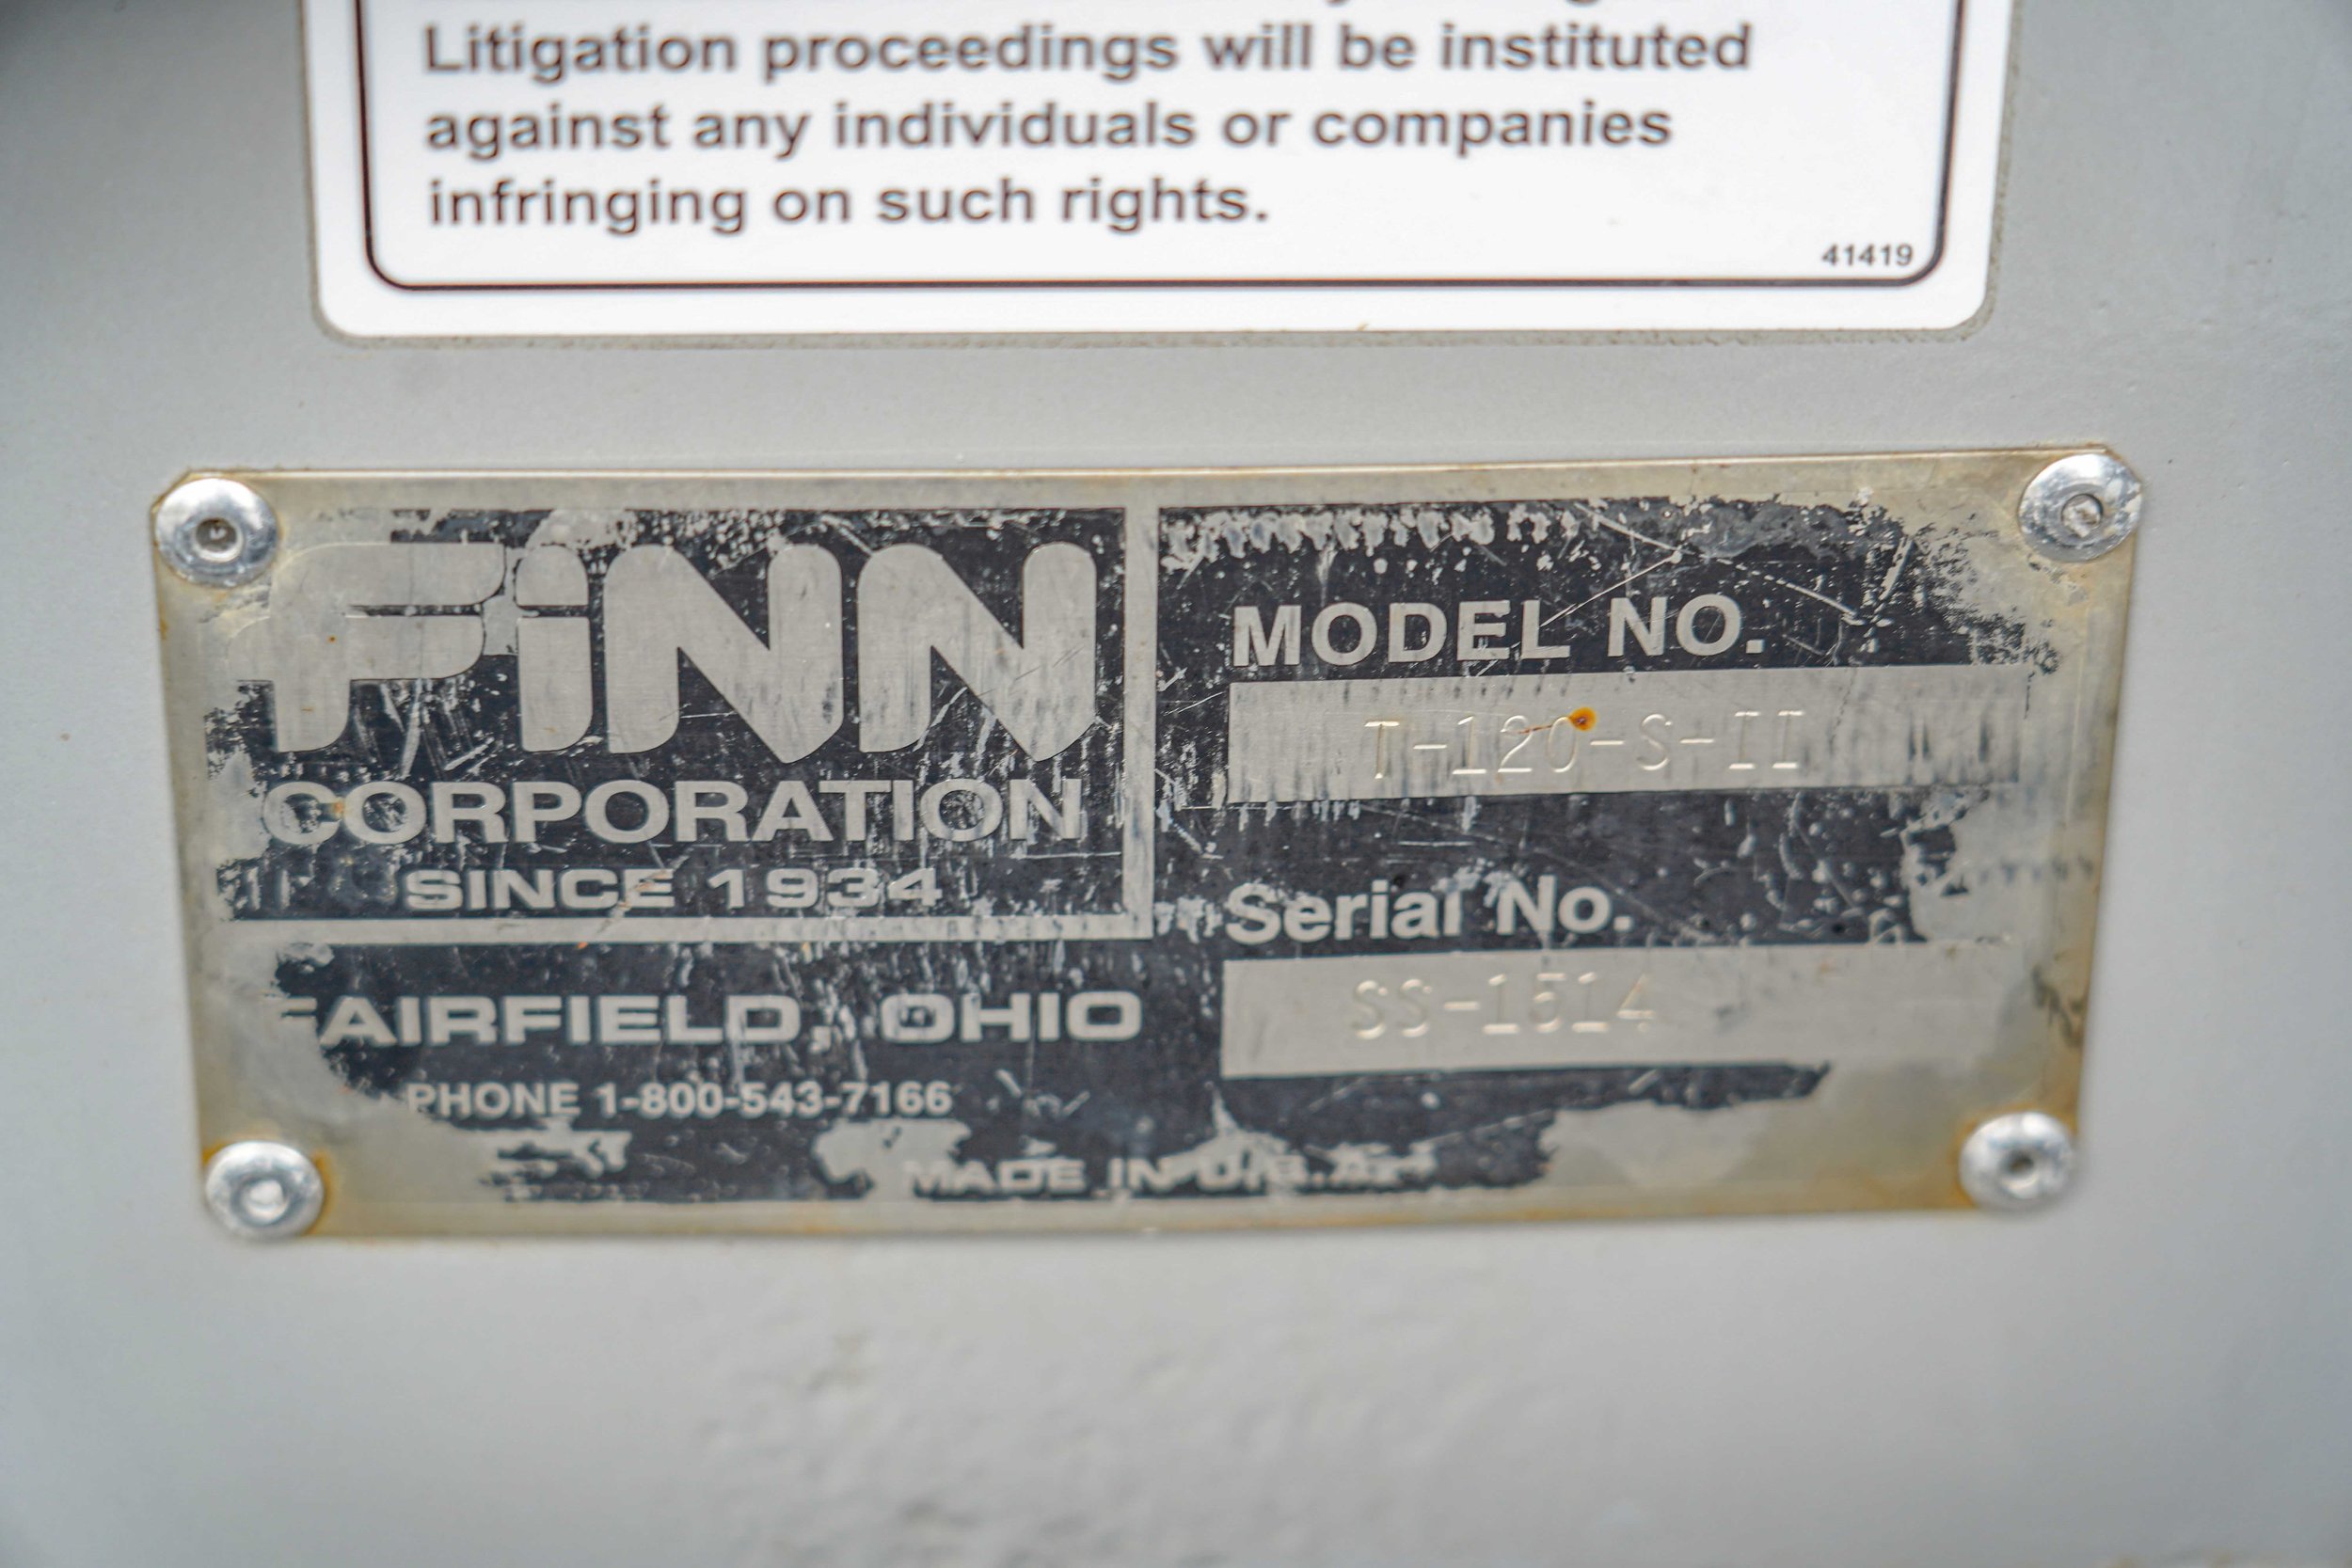 Litigation proceedings will be instituted
against any individuals or companies
infringing on such rights.
41419
FiNN
CORPORATION
SINCE 1934
FAIRFIELD, OHIO
PHONE 1-800-543-7166
MODEL NO.
T-120-S-II
Serial No.
SS-1514
MADE IN U.S.A.